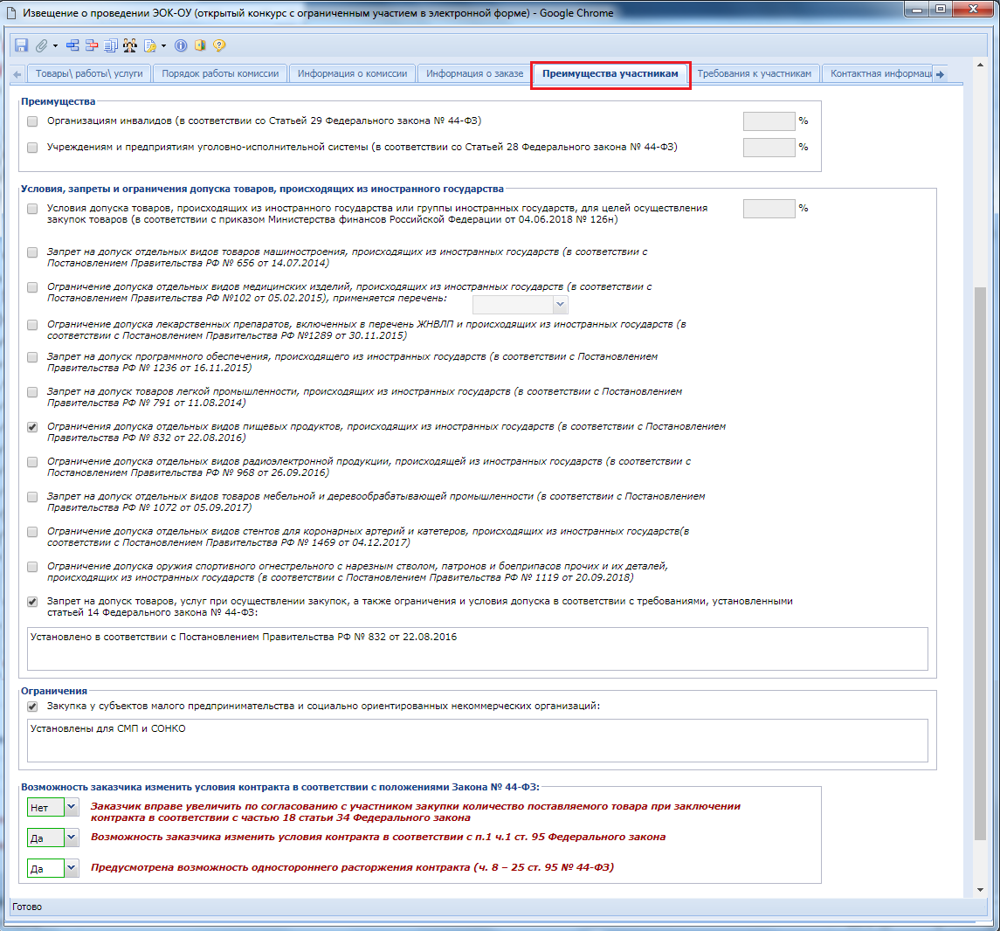 Извещение о проведении ЭОК-ОУ (открытый конкурс с ограниченным участием в электронной форме) - Google Chrome
Товары\ работы\ услуги
Порядок работы комиссии
Информация о комиссии
Информация о заказе
Преимущества участникам
Требования к участникам
Контактная информаци
Преимущества
Организациям инвалидов (в соответствии со Статьей 29 Федерального закона № 44-ФЗ)
%
Учреждениям и предприятиям уголовно-исполнительной системы (в соответствии со Статьей 28 Федерального закона № 44-ФЗ)
%
Условия, запреты и ограничения допуска товаров, происходящих из иностранного государства
Условия допуска товаров, происходящих из иностранного государства или группы иностранных государств, для целей осуществления
закупок товаров (в соответствии с приказом Министерства финансов Российской Федерации от 04.06.2018 № 126н)
%
Запрет на допуск отдельных видов товаров машиностроения, происходящих из иностранных государств (в соответствии с
Постановлением Правительства РФ № 656 от 14.07.2014)
Ограничение допуска отдельных видов медицинских изделий, происходящих из иностранных государств (в соответствии с
Постановлением Правительства РФ №102 от 05.02.2015), применяется перечень:
Ограничение допуска лекарственных препаратов, включенных в перечень ЖНВЛП и происходящих из иностранных государств (в
соответствии с Постановлением Правительства РФ №1289 от 30.11.2015)
Запрет на допуск программного обеспечения, происходящего из иностранных государств (в соответствии с Постановлением
Правительства РФ № 1236 от 16.11.2015)
Запрет на допуск товаров легкой промышленности, происходящих из иностранных государств (в соответствии с Постановлением
Правительства РФ № 791 от 11.08.2014)
Ограничения допуска отдельных видов пищевых продуктов, происходящих из иностранных государств (в соответствии с Постановлением
Правительства РФ № 832 от 22.08.2016)
Ограничение допуска отдельных видов радиоэлектронной продукции, происходящей из иностранных государств (в соответствии с
Постановлением Правительства РФ № 968 от 26.09.2016)
Запрет на допуск отдельных видов товаров мебельной и деревообрабатывающей промышленности (в соответствии с Постановлением
Правительства РФ № 1072 от 05.09.2017)
Ограничение допуска отдельных видов стентов для коронарных артерий и катетеров, происходящих из иностранных государств(в
соответствии с Постановлением Правительства РФ № 1469 от 04.12.2017)
Ограничение допуска оружия спортивного огнестрельного с нарезным стволом, патронов и боеприпасов прочих и их деталей,
происходящих из иностранных государств (в соответствии с Постановлением Правительства РФ № 1119 от 20.09.2018)
Запрет на допуск товаров, услуг при осуществлении закупок, а также ограничения и условия допуска в соответствии с требованиями, установленными
статьей 14 Федерального закона № 44-ФЗ:
Установлено в соответствии с Постановлением Правительства РФ № 832 от 22.08.2016
Ограничения
Закупка у субъектов малого предпринимательства и социально ориентированных некоммерческих организаций:
Установлены для СМП и СОНКО
Возможность заказчика изменить условия контракта в соответствии с положениями Закона № 44-ФЗ:
Нет
Заказчик вправе увеличить по согласованию с участником закупки количество поставляемого товара при заключении
контракта в соответствии с частью 18 статьи 34 Федерального закона
Да
Возможность заказчика изменить условия контракта в соответствии с п.1 ч.1 ст. 95 Федерального закона
Да
Предусмотрена возможность одностороннего расторжения контракта (ч. 8 – 25 ст. 95 № 44-ФЗ)
Готово